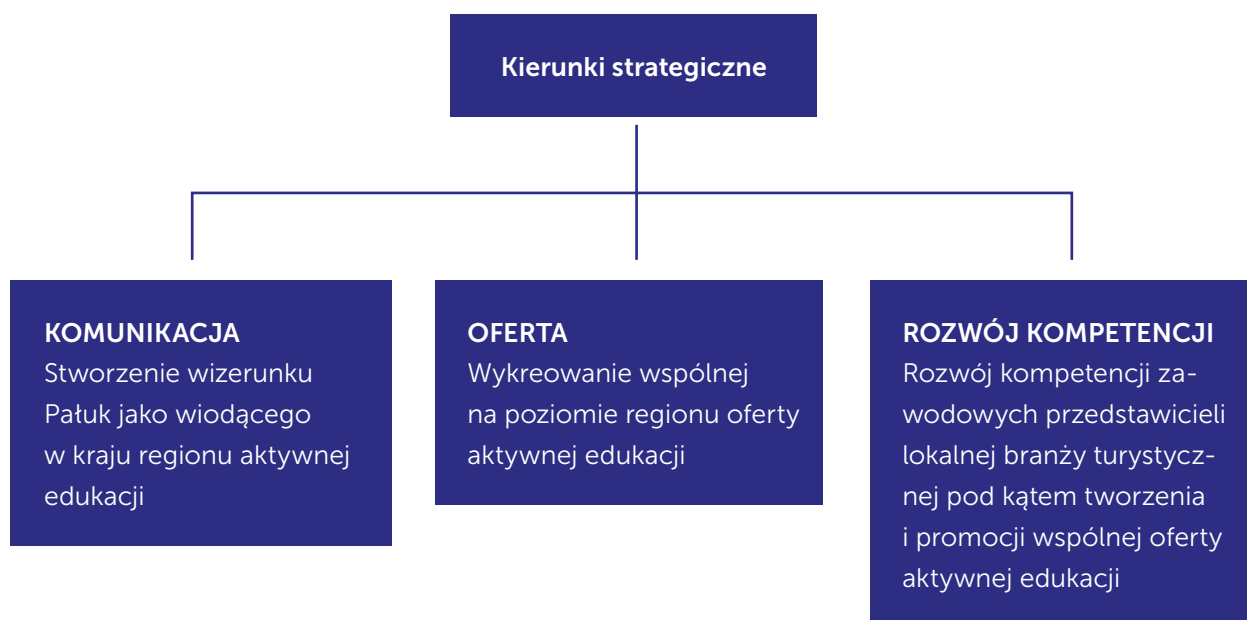 Kierunki strategiczne
KOMUNIKACJA
Stworzenie wizerunku
Pałuk jako wiodącego
w kraju regionu aktywnej
edukacji
OFERTA
Wykreowanie wspólnej
na poziomie regionu oferty
aktywnej edukacji
ROZWÓJ KOMPETENCJI
Rozwój kompetencji za-
wodowych przedstawicieli
lokalnej branży turystycz-
nej pod kątem tworzenia
i promocji wspólnej oferty
aktywnej edukacji